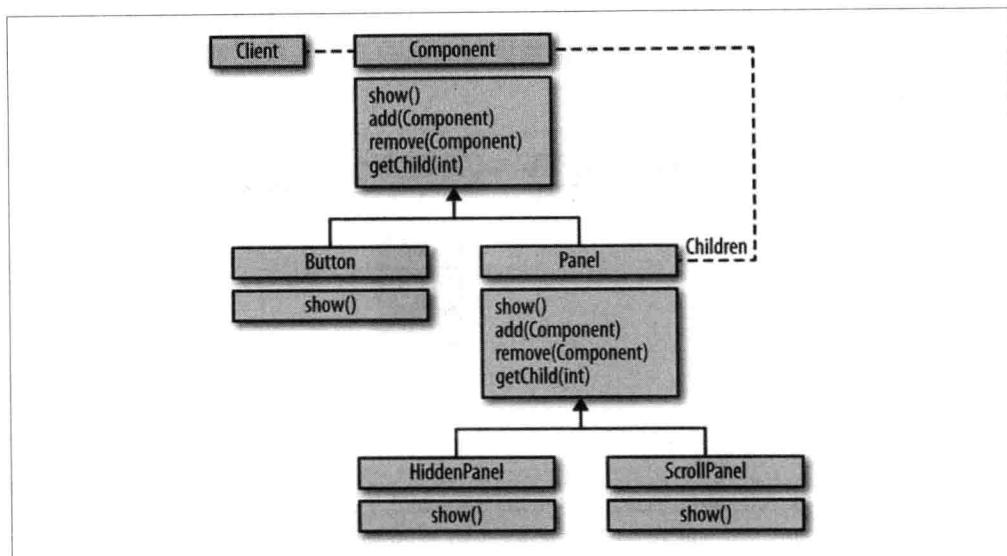 Client
Component
show()
add(Component)
remove(Component)
getChild(int)
Children
Button
Panel
show()
show()
add(Component)
remove(Component)
getChild(int)
HiddenPanel
ScrollPanel
show()
show()